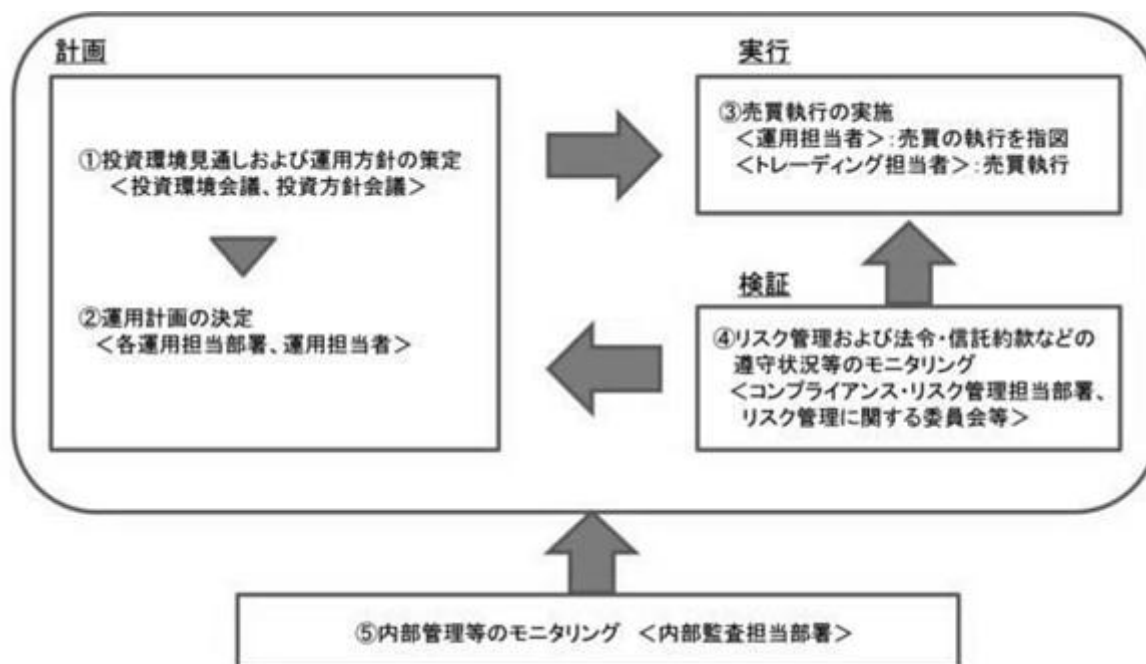 計画
①投資環境見通しおよび運用方針の策定
＜投資環境会議、投資方針会議＞
②運用計画の決定
＜各運用担当部署、運用担当者＞
実行
③売買執行の実施
＜運用担当者＞：売買の執行を指図
＜トレーディング担当者＞：売買執行
検証
④リスク管理および法令・信託約款などの
遵守状況等のモニタリング
＜コンプライアンス・リスク管理担当部署、
リスク管理に関する委員会等＞
⑤内部管理等のモニタリング ＜内部監査担当部署＞